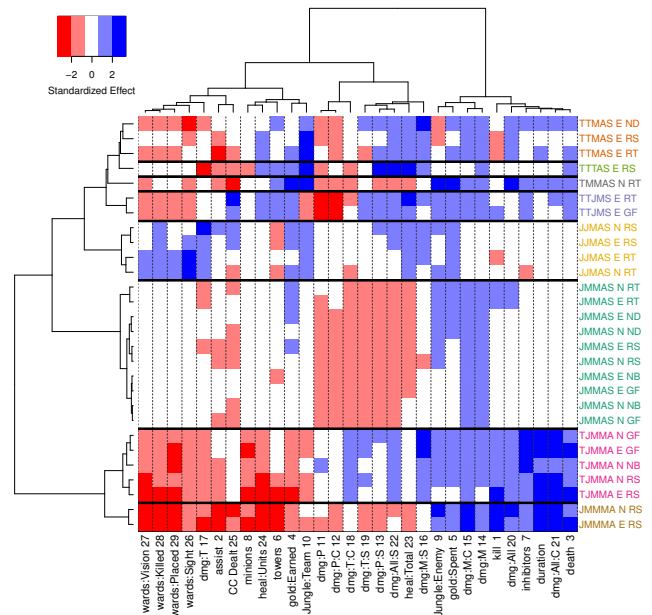 −2 0 2
Standardized Effect
TTMAS E ND
TTMAS E RS
TTMAS E RT
TTTAS E RS
TMMAS N RT
TTJMS E RT
TTJMS E GF
JJMAS N RS
JJMAS E RS
JJMAS E RT
JJMAS N RT
JMMAS N RT
JMMAS E RT
JMMAS E ND
JMMAS N ND
JMMAS E RS
JMMAS N RS
JMMAS E NB
JMMAS E GF
JMMAS N NB
JMMAS N GF
TJMMA N GF
TJMMA E GF
TJMMA N NB
TJMMA N RS
TJMMA E RS
JMMMA N RS
JMMMA E RS
wards:Vision 27
wards:Killed 28
wards:Placed 29
wards:Sight 26
dmg:T 17
assist 2
CC Dealt 25
minions 8
heal:Units 24
towers 6
gold:Earned 4
Jungle:Team 10
dmg:P 11
dmg:P:C 12
dmg:T:C 18
dmg:T:S 19
dmg:P:S 13
dmg:All:S 22
heal:Total 23
dmg:M:S 16
Jungle:Enemy 9
gold:Spent 5
dmg:M:C 15
dmg:M 14
kill 1
dmg:All 20
inhibitors 7
duration
dmg:All:C 21
death 3